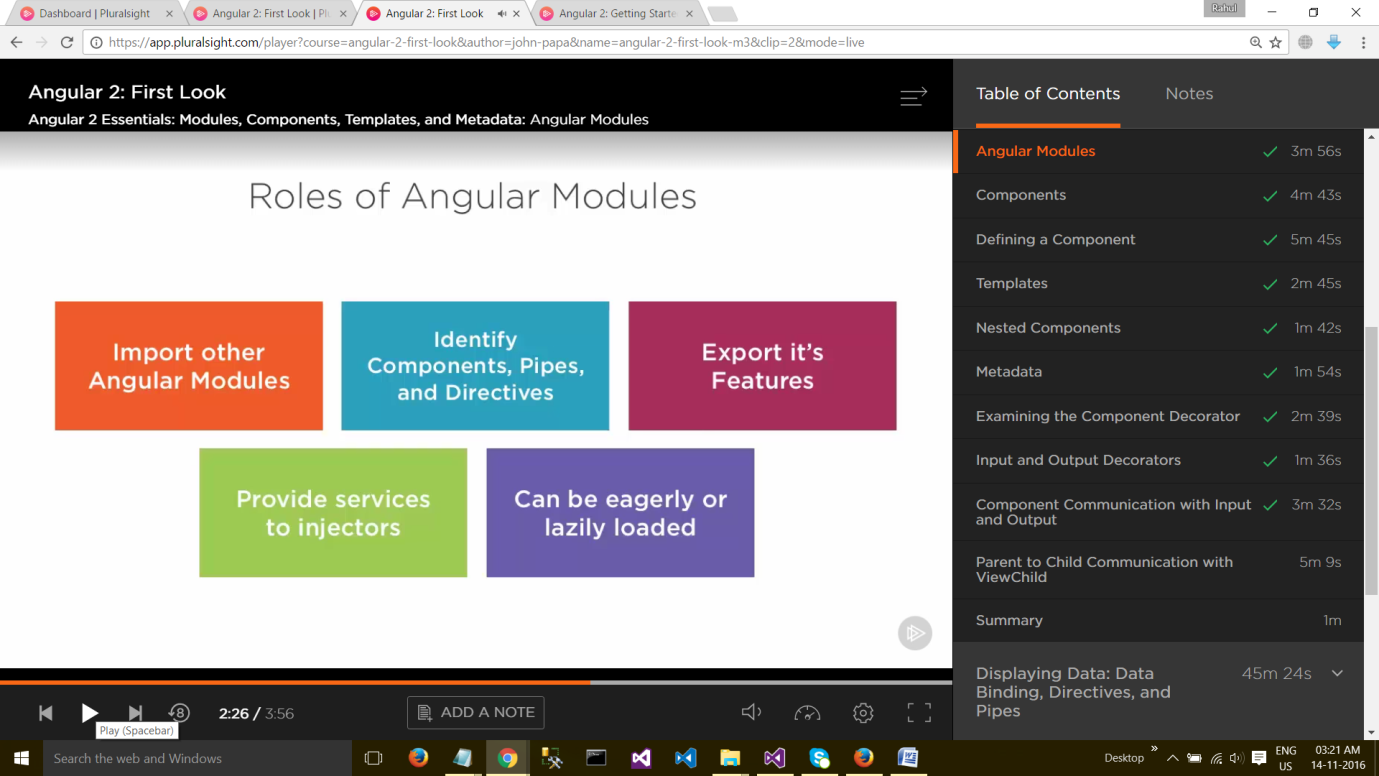 Dashboard | Pluralsight
Angular 2: First Look | Pl
Angular 2: First Look
Angular 2: Getting Starte
Rahul
https://app.pluralsight.com/player?course=angular-2-first-look&author=john-papa&name=angular-2-first-look-m3&clip=2&mode=live
Angular 2: First Look
Angular 2 Essentials: Modules, Components, Templates, and Metadata: Angular Modules
Roles of Angular Modules
Import other
Angular Modules
Identify
Components, Pipes,
and Directives
Export it's
Features
Provide services
to injectors
Can be eagerly or
lazily loaded
8
2:26 / 3:56
Play (Spacebar)
ADD A NOTE
Table of Contents
Notes
Angular Modules 3m 56s
Components 4m 43s
Defining a Component 5m 45s
Templates 2m 45s
Nested Components 1m 42s
Metadata 1m 54s
Examining the Component Decorator 2m 39s
Input and Output Decorators 1m 36s
Component Communication with Input 3m 32s
and Output
Parent to Child Communication with 5m 9s
ViewChild
Summary 1m
Displaying Data: Data 45m 24s
Binding, Directives, and
Pipes
Search the web and Windows
Desktop
ENG
US
03:21 AM
14-11-2016